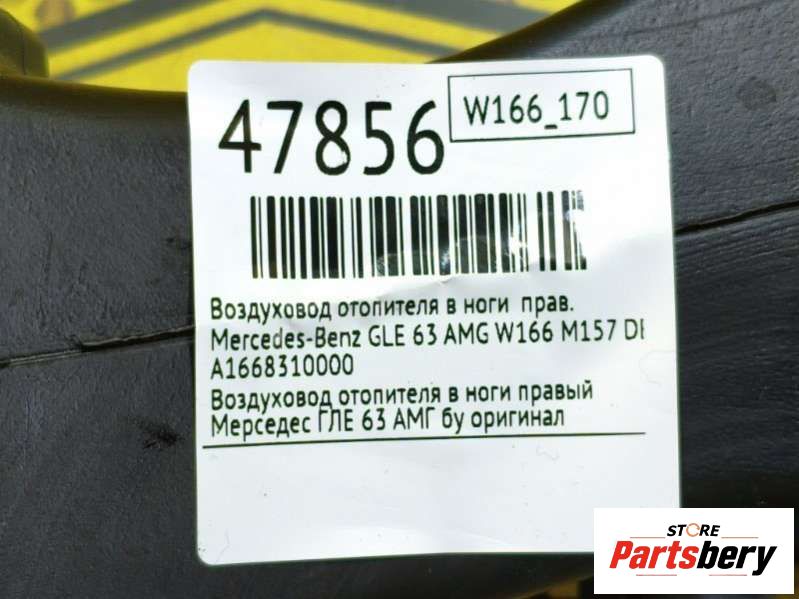 47856
W166_170
Воздуховод отопителя в ноги прав.
Mercedes-Benz GLE 63 AMG W166 M157 DE
A1668310000
Воздуховод отопителя в ноги правый
Мерседес ГЛЕ 63 АМГ бу оригинал
STORE
Partsbery